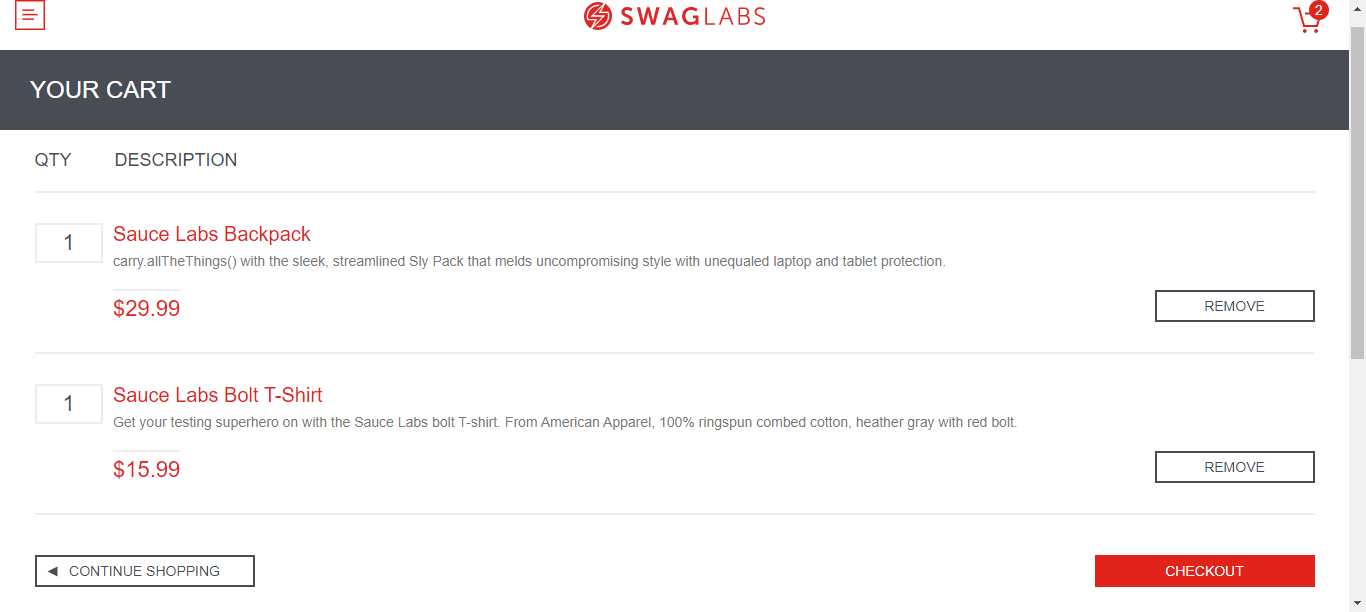 SWAGLABS
2
YOUR CART
QTY DESCRIPTION
1 Sauce Labs Backpack
carry.allTheThings() with the sleek, streamlined Sly Pack that melds uncompromising style with unequaled laptop and tablet protection.
$29.99 REMOVE
1 Sauce Labs Bolt T-Shirt
Get your testing superhero on with the Sauce Labs bolt T-shirt. From American Apparel, 100% ringspun combed cotton, heather gray with red bolt.
$15.99 REMOVE
CONTINUE SHOPPING CHECKOUT